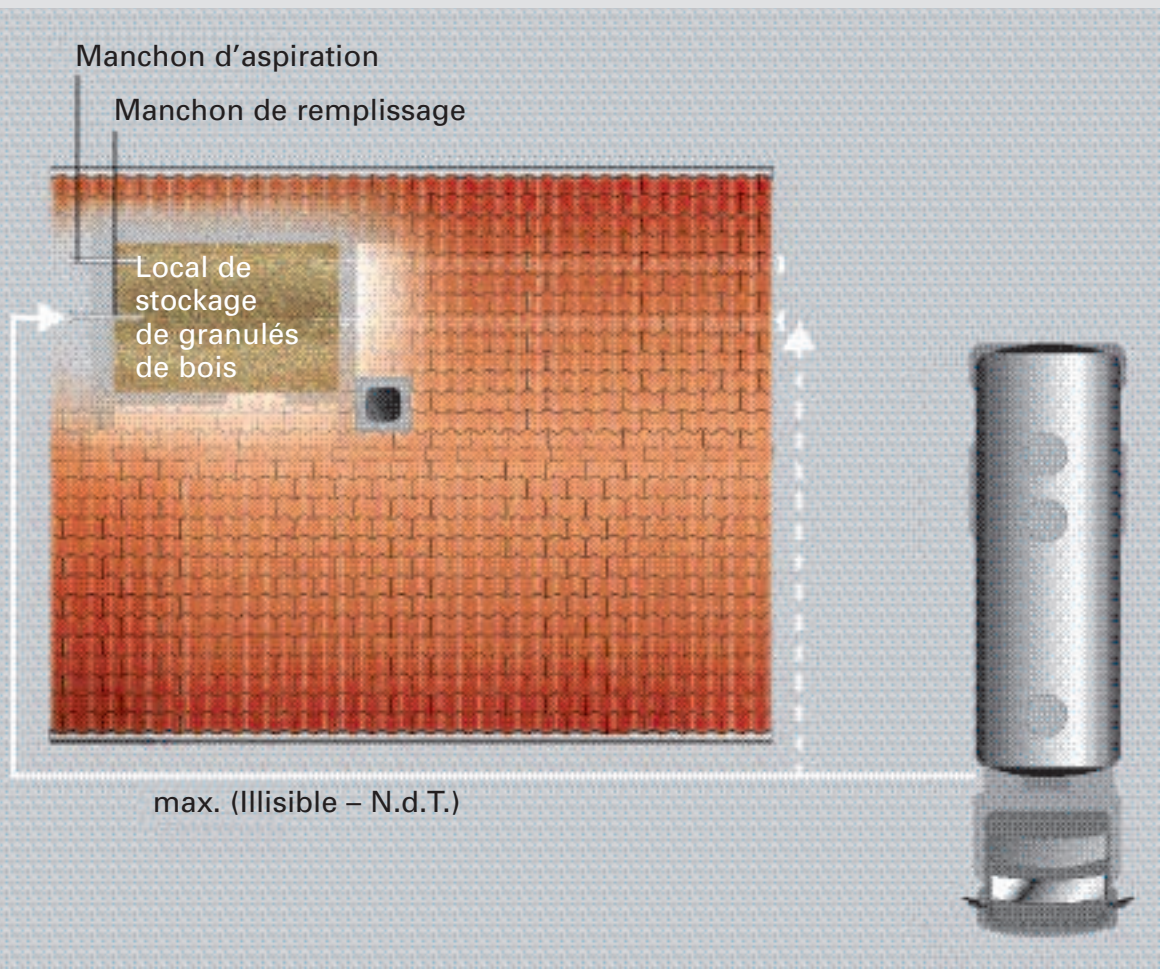 Manchon d’aspiration
Manchon de remplissage
Local de
stockage
de granulés
de bois
max. (Illisible – N.d.T.)